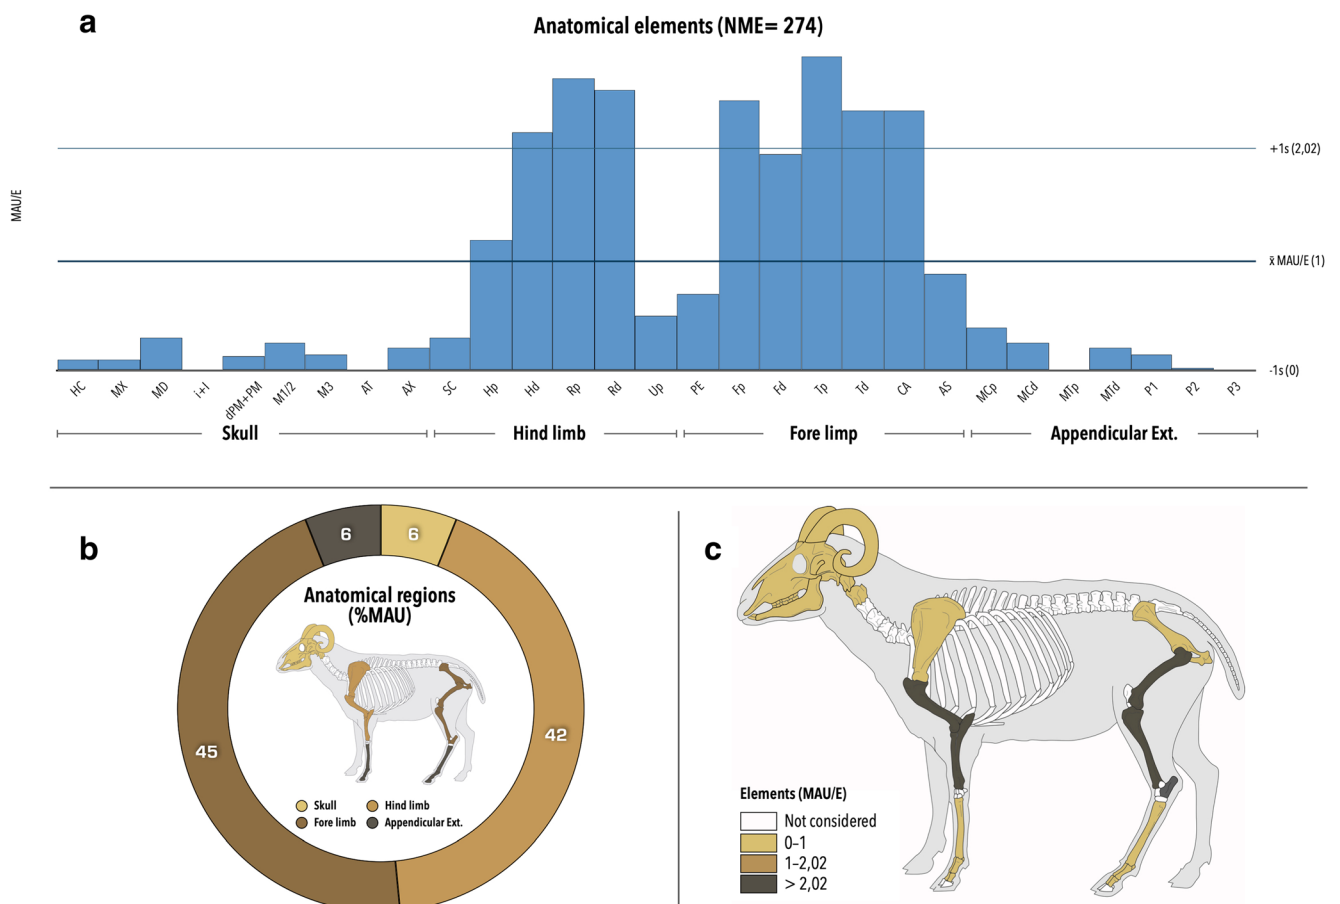 a
Anatomical elements (NME= 274)
MAU/E
+1s (2,02)
x̄ MAU/E (1)
-1s (0)
HC MX MD i+I dPM+PM M1/2 M3 AT AX SC Hp Hd Rp Rd Up PE Fp Fd Tp Td CA AS MCp MCd MTp MTd P1 P2 P3
Skull Hind limb Fore limp Appendicular Ext.
b
6 6
Anatomical regions
(%MAU)
45 42
Skull Hind limb
Fore limb Appendicular Ext.
c
Elements (MAU/E)
Not considered
0–1
1–2,02
> 2,02